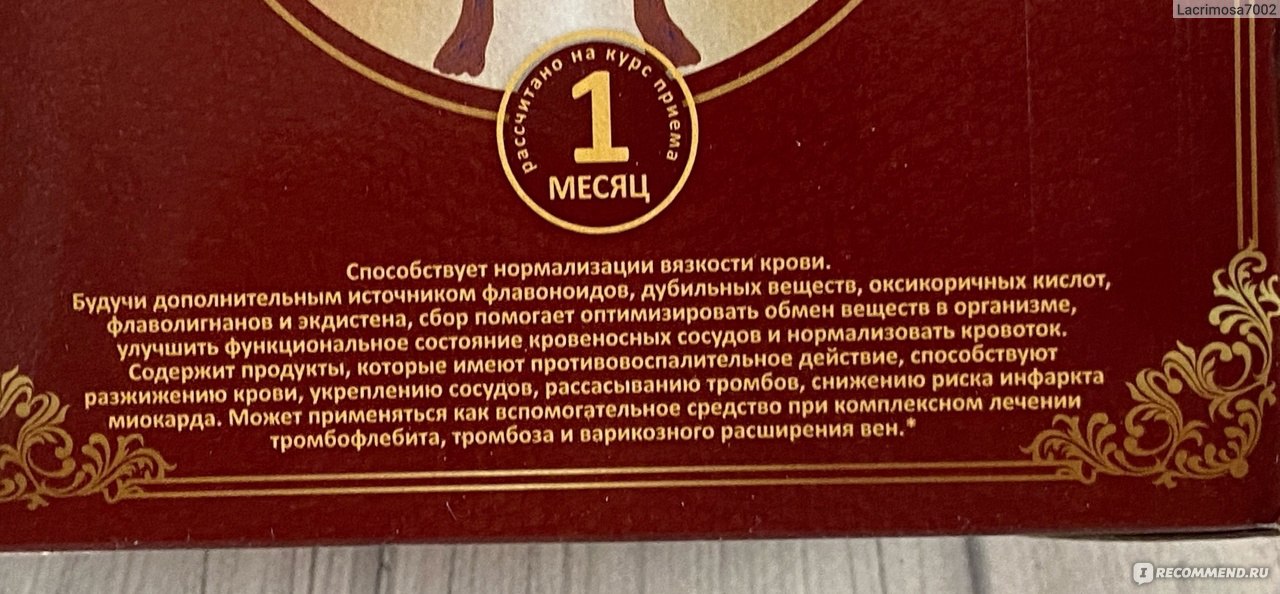 Lacrimosa7002
рассчитано на курс приема
1
МЕСЯЦ
Способствует нормализации вязкости крови.
Будучи дополнительным источником флавоноидов, дубильных веществ, оксикоричных кислот,
флаволигнанов и экдистена, сбор помогает оптимизировать обмен веществ в организме,
улучшить функциональное состояние кровеносных сосудов и нормализовать кровоток.
Содержит продукты, которые имеют противовоспалительное действие, способствуют
разжижению крови, укреплению сосудов, рассасыванию тромбов, снижению риска инфаркта
миокарда. Может применяться как вспомогательное средство при комплексном лечении
тромбофлебита, тромбоза и варикозного расширения вен.*
IRECOMMEND.RU